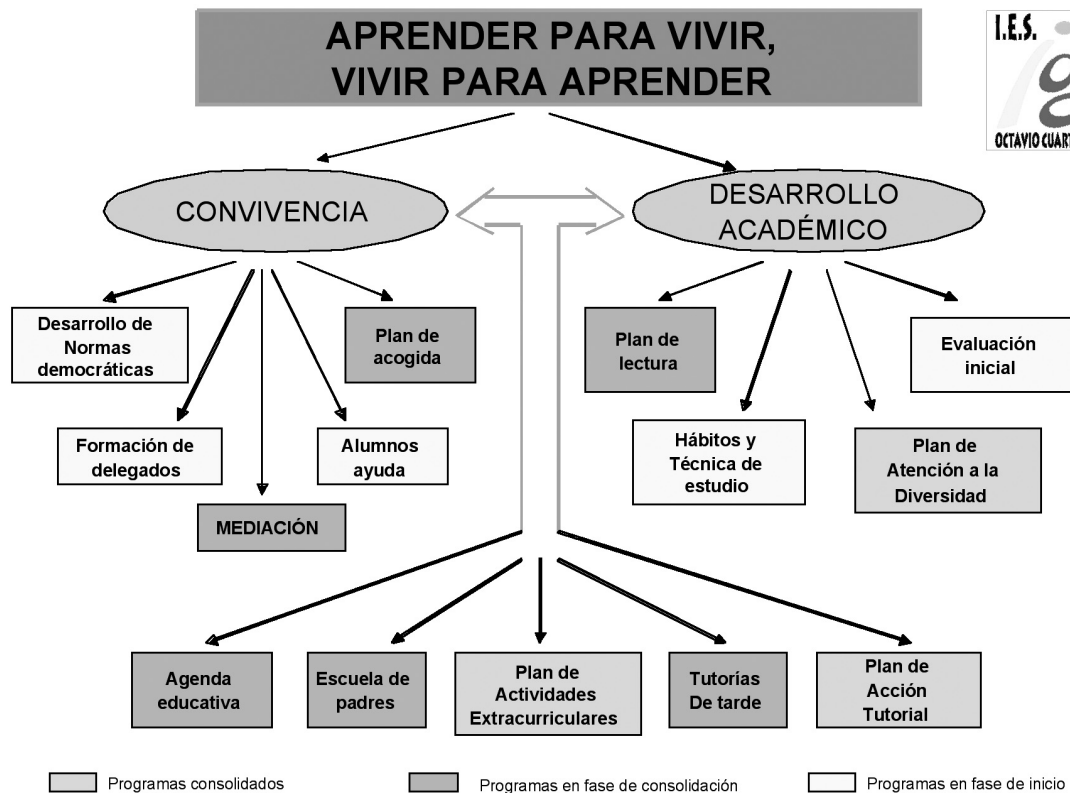 APRENDER PARA VIVIR,
VIVIR PARA APRENDER
I.E.S.
CONVIVENCIA
DESARROLLO
ACADÉMICO
Desarrollo de
Normas
democráticas
Plan de
acogida
Plan de
lectura
Evaluación
inicial
Formación de
delegados
Alumnos
ayuda
Hábitos y
Técnica de
estudio
Plan de
Atención a la
Diversidad
MEDIACIÓN
Agenda
educativa
Escuela de
padres
Plan de
Actividades
Extracurriculares
Tutorías
De tarde
Plan de
Acción
Tutorial
Programas consolidados
Programas en fase de consolidación
Programas en fase de inicio
OCTAVIO